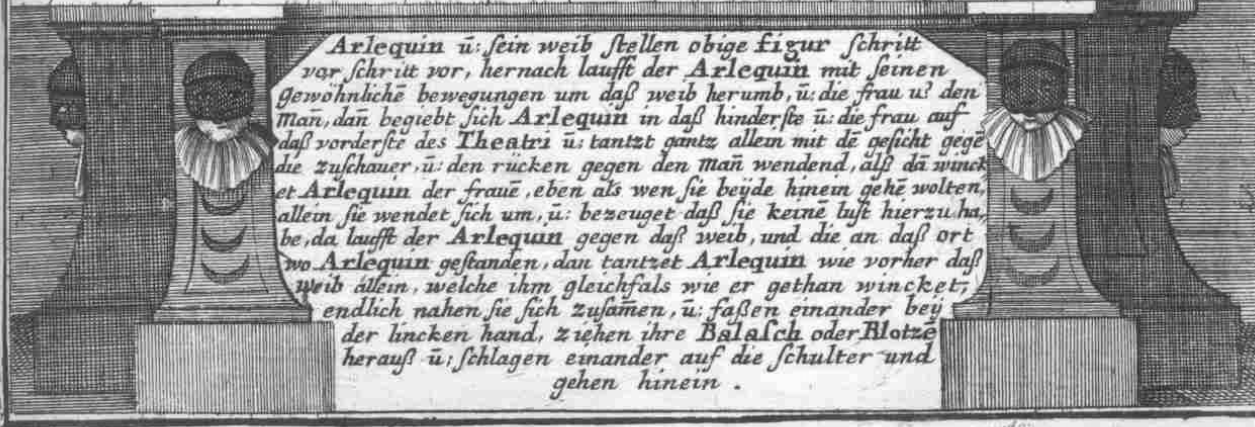 Arlequin ū: ſein weib ſtellen obige figur ſchritt
vor ſchritt vor, hernach laufft der Arlequin mit ſeinen
gewöhnlichē bewegungen um daß weib herumb, ū: die frau ū: den
Man̄, dan̄ begiebt ſich Arlequin in daß hinderſte ū: die frau auf
daß vorderſte des Theatri ū: tantzt gantz allein mit dē geſicht gegē
die zuſchauer, ū: den rücken gegen den Man̄ wendend, alß dā winck
et Arlequin der frauē, eben als wen ſie beÿde hinein gehē wolten,
allein ſie wendet ſich um, ū: bezeuget daß ſie keinē luſt hierzu ha,,
be, da laufft der Arlequin gegen daß weib, und die an daß ort
wo Arlequin geſtanden, dan tantzet Arlequin wie vorher daß
Weib allein, welche ihm gleichfals wie er gethan wincket,
endlich nahen ſie ſich zuſam̄en, ū: faßen einander beÿ
der lincken hand, ziehen ihre Balaſch oder Blotzē
herauß ū: ſchlagen einander auf die ſchulter und
gehen hinein .